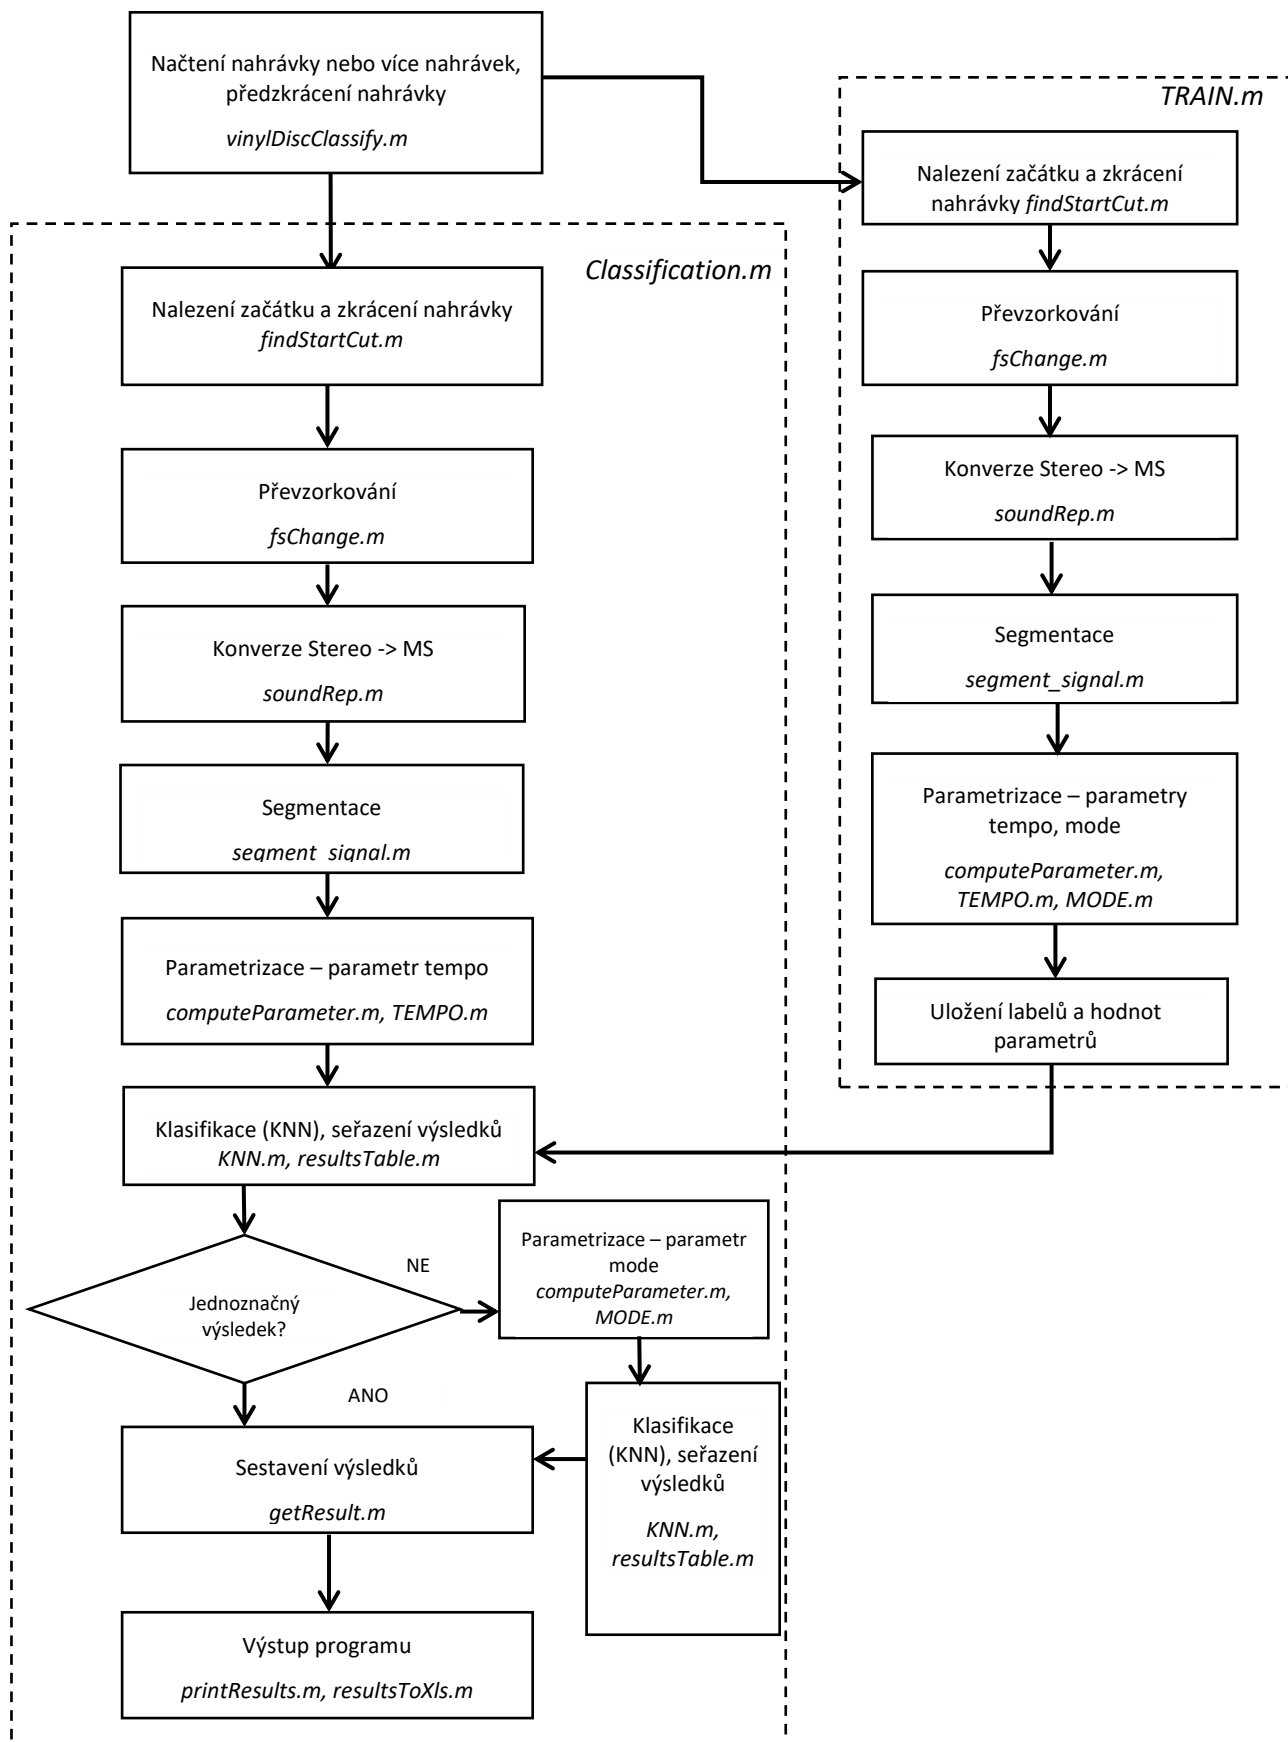 Načtení nahrávky nebo více nahrávek,
předzkrácení nahrávky
vinylDiscClassify.m
TRAIN.m
Nalezení začátku a zkrácení
nahrávky findStartCut.m
Převzorkování
fsChange.m
Konverze Stereo -> MS
soundRep.m
Segmentace
segment_signal.m
Parametrizace – parametry
tempo, mode
computeParameter.m,
TEMPO.m, MODE.m
Uložení labelů a hodnot
parametrů
Classification.m
Nalezení začátku a zkrácení nahrávky
findStartCut.m
Převzorkování
fsChange.m
Konverze Stereo -> MS
soundRep.m
Segmentace
segment_signal.m
Parametrizace – parametr tempo
computeParameter.m, TEMPO.m
Klasifikace (KNN), seřazení výsledků
KNN.m, resultsTable.m
Jednoznačný
výsledek?
NE
Parametrizace – parametr
mode
computeParameter.m,
MODE.m
ANO
Klasifikace
(KNN), seřazení
výsledků
KNN.m,
resultsTable.m
Sestavení výsledků
getResult.m
Výstup programu
printResults.m, resultsToXls.m